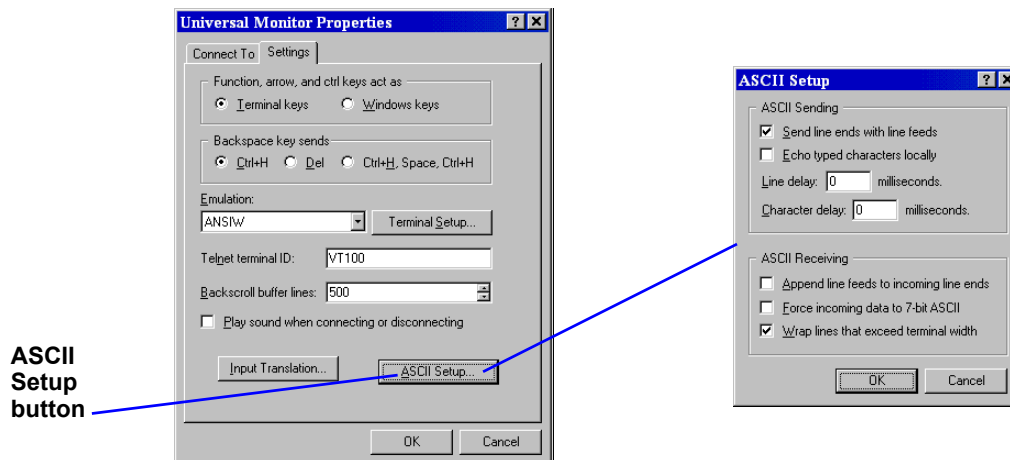 Universal Monitor Properties
Connect To Settings
Function, arrow, and ctrl keys act as
Terminal keys Windows keys
Backspace key sends
Ctrl+H Del Ctrl+H, Space, Ctrl+H
Emulation:
ANSIW Terminal Setup...
Telnet terminal ID: VT100
Backscroll buffer lines: 500
Play sound when connecting or disconnecting
Input Translation... ASCII Setup...
OK Cancel
ASCII
Setup
button
ASCII Setup
ASCII Sending
Send line ends with line feeds
Echo typed characters locally
Line delay: 0 milliseconds.
Character delay: 0 milliseconds.
ASCII Receiving
Append line feeds to incoming line ends
Force incoming data to 7-bit ASCII
Wrap lines that exceed terminal width
OK Cancel